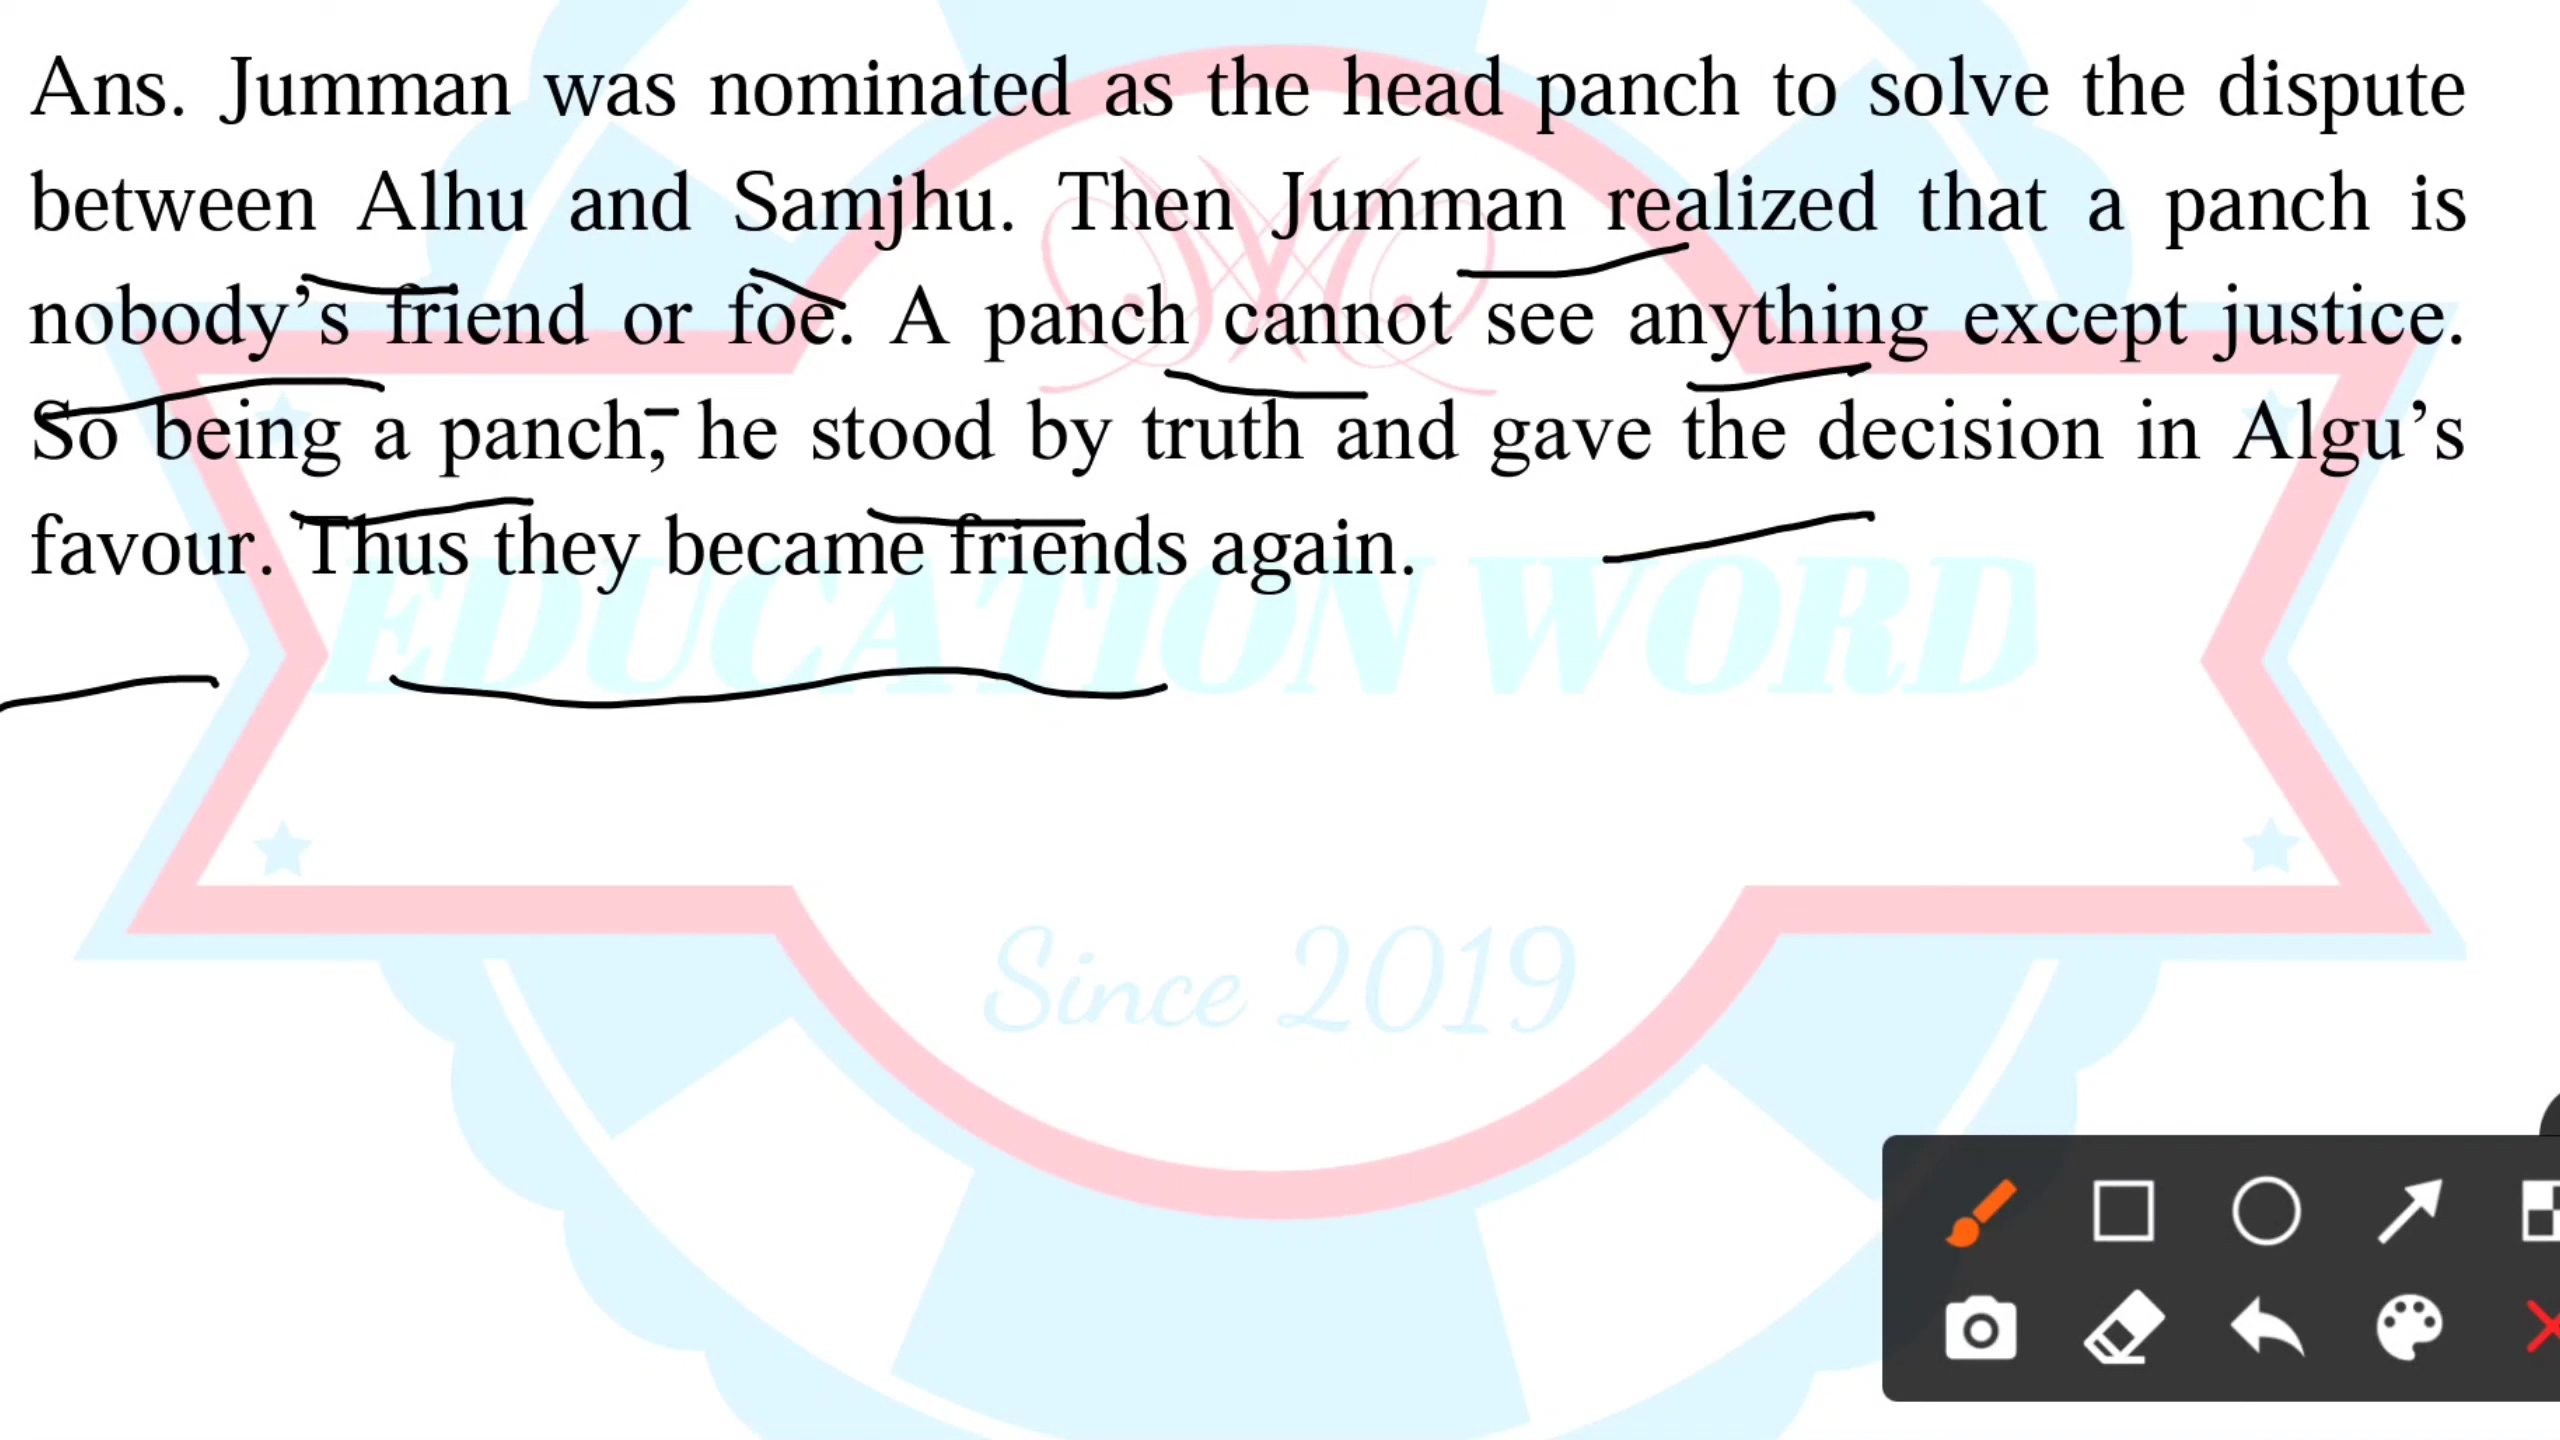 Ans. Jumman was nominated as the head panch to solve the dispute
between Alhu and Samjhu. Then Jumman realized that a panch is
nobody’s friend or foe. A panch cannot see anything except justice.
So being a panch, he stood by truth and gave the decision in Algu’s
favour. Thus they became friends again.
EDUCATION WORD
Since 2019